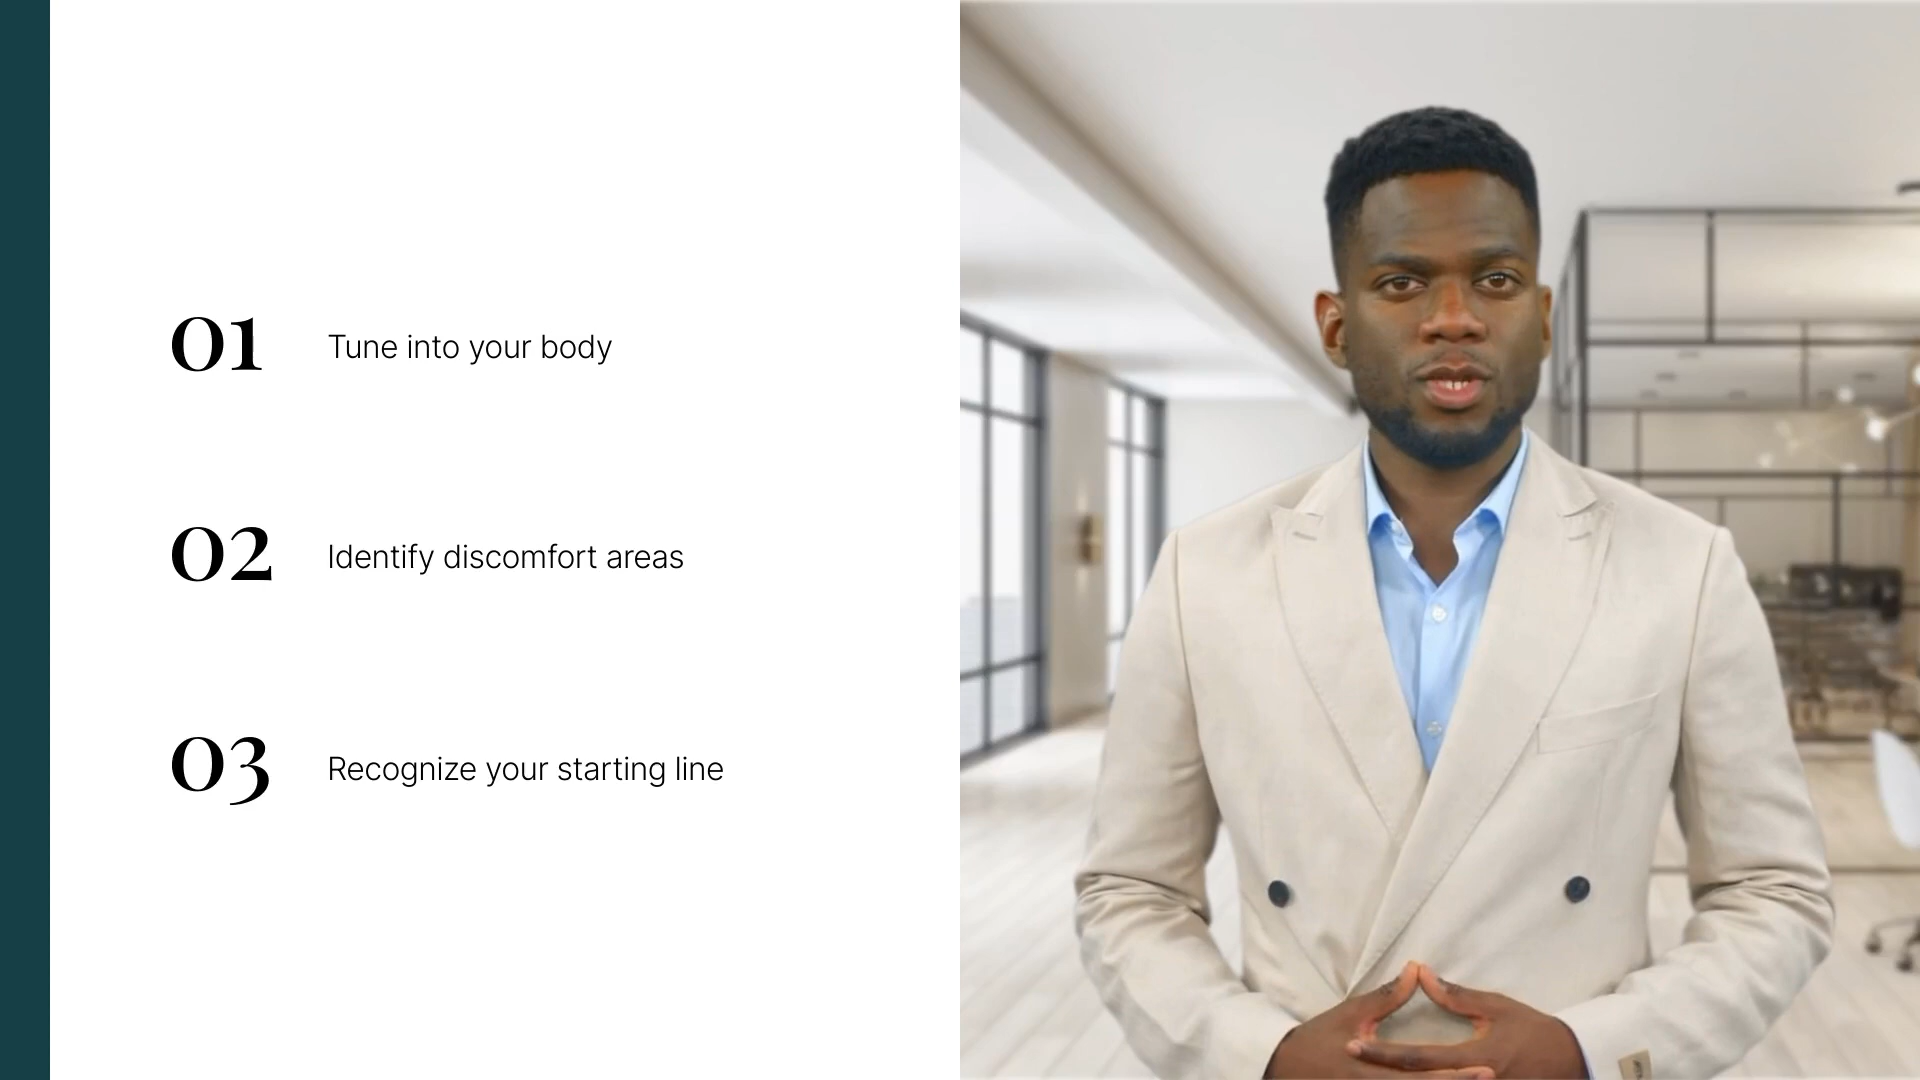 01 Tune into your body
02 Identify discomfort areas
03 Recognize your starting line